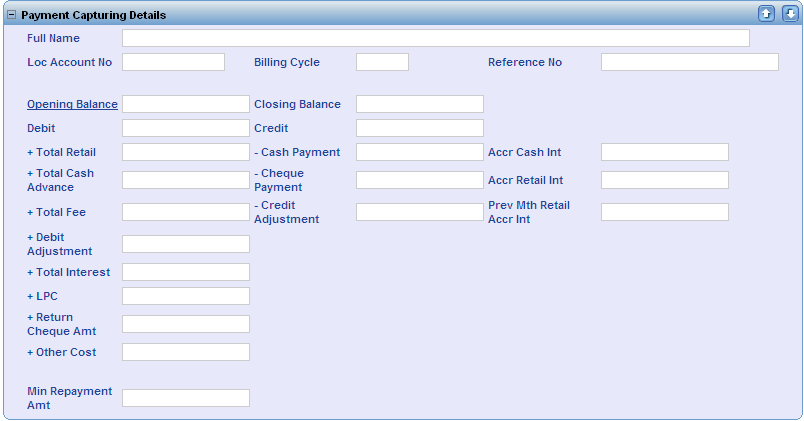 Payment Capturing Details
Full Name
Loc Account No Billing Cycle Reference No
Opening Balance Closing Balance
Debit Credit
+ Total Retail - Cash Payment Accr Cash Int
+ Total Cash
Advance
- Cheque
Payment
Accr Retail Int
+ Total Fee
- Credit
Adjustment
Prev Mth Retail
Accr Int
+ Debit
Adjustment
+ Total Interest
+ LPC
+ Return
Cheque Amt
+ Other Cost
Min Repayment
Amt